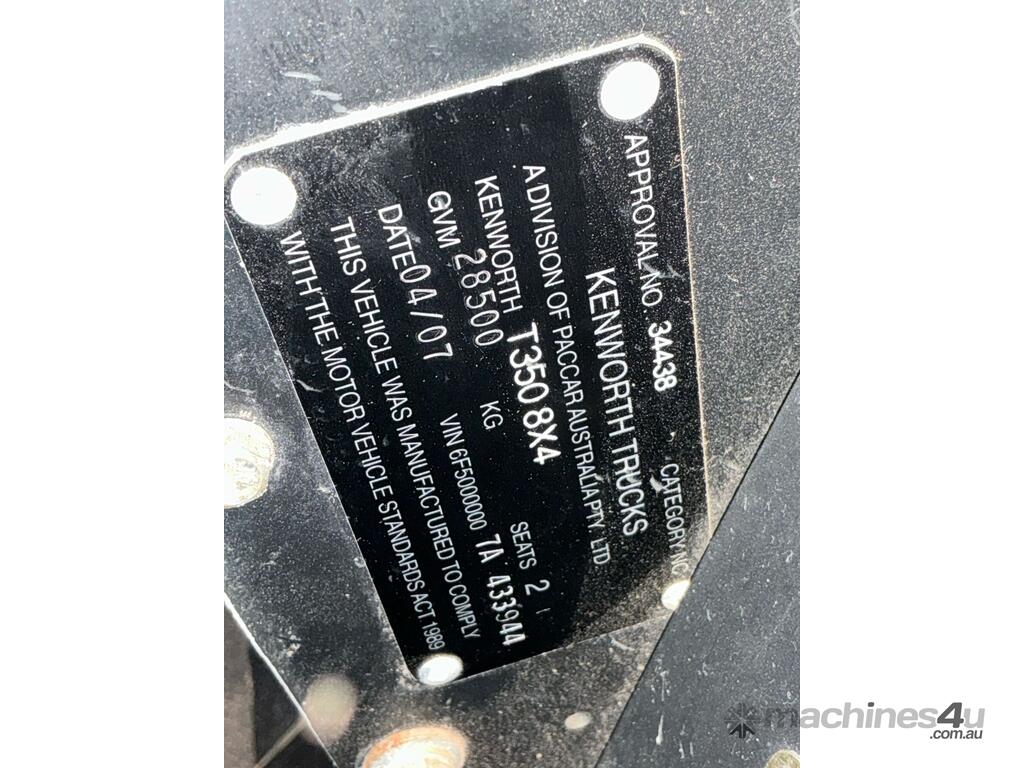 APPROVAL NO. 34438 CATEGORY NC
KENWORTH TRUCKS
A DIVISION OF PACCAR AUSTRALIA PTY. LTD
KENWORTH T350 8X4
GVM 28500 KG SEATS 2
DATE 04/07 VIN 6F5000000 7A 433944
THIS VEHICLE WAS MANUFACTURED TO COMPLY
WITH THE MOTOR VEHICLE STANDARDS ACT 1989
machines4u
.com.au